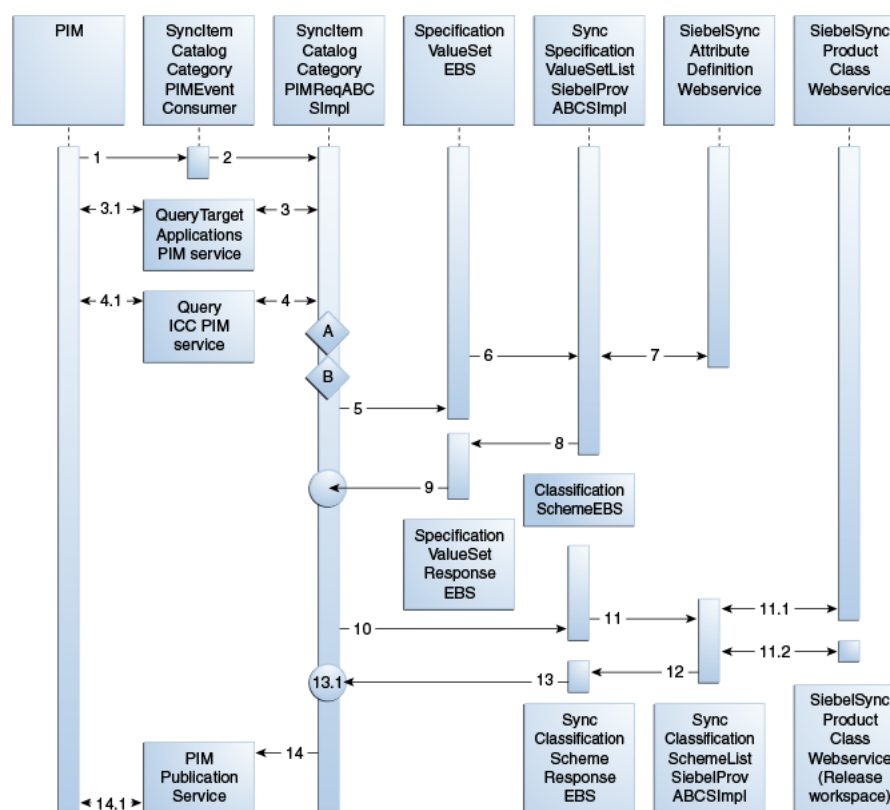 PIM
SyncItem
Catalog
Category
PIMEvent
Consumer
SyncItem
Catalog
Category
PIMReqABC
SImpl
Specification
ValueSet
EBS
Sync
Specification
ValueSetList
SiebelProv
ABCSImpl
SiebelSync
Attribute
Definition
Webservice
SiebelSync
Product
Class
Webservice
1
2
3.1
QueryTarget
Applications
PIM service
3
4.1
Query
ICC PIM
service
4
A
B
5
6
7
8
9
Classification
SchemeEBS
Specification
ValueSet
Response
EBS
10
11
11.1
11.2
12
13
13.1
Sync
Classification
Scheme
Response
EBS
Sync
Classification
SchemeList
SiebelProv
ABCSImpl
SiebelSync
Product
Class
Webservice
(Release
workspace)
14
PIM
Publication
Service
14.1